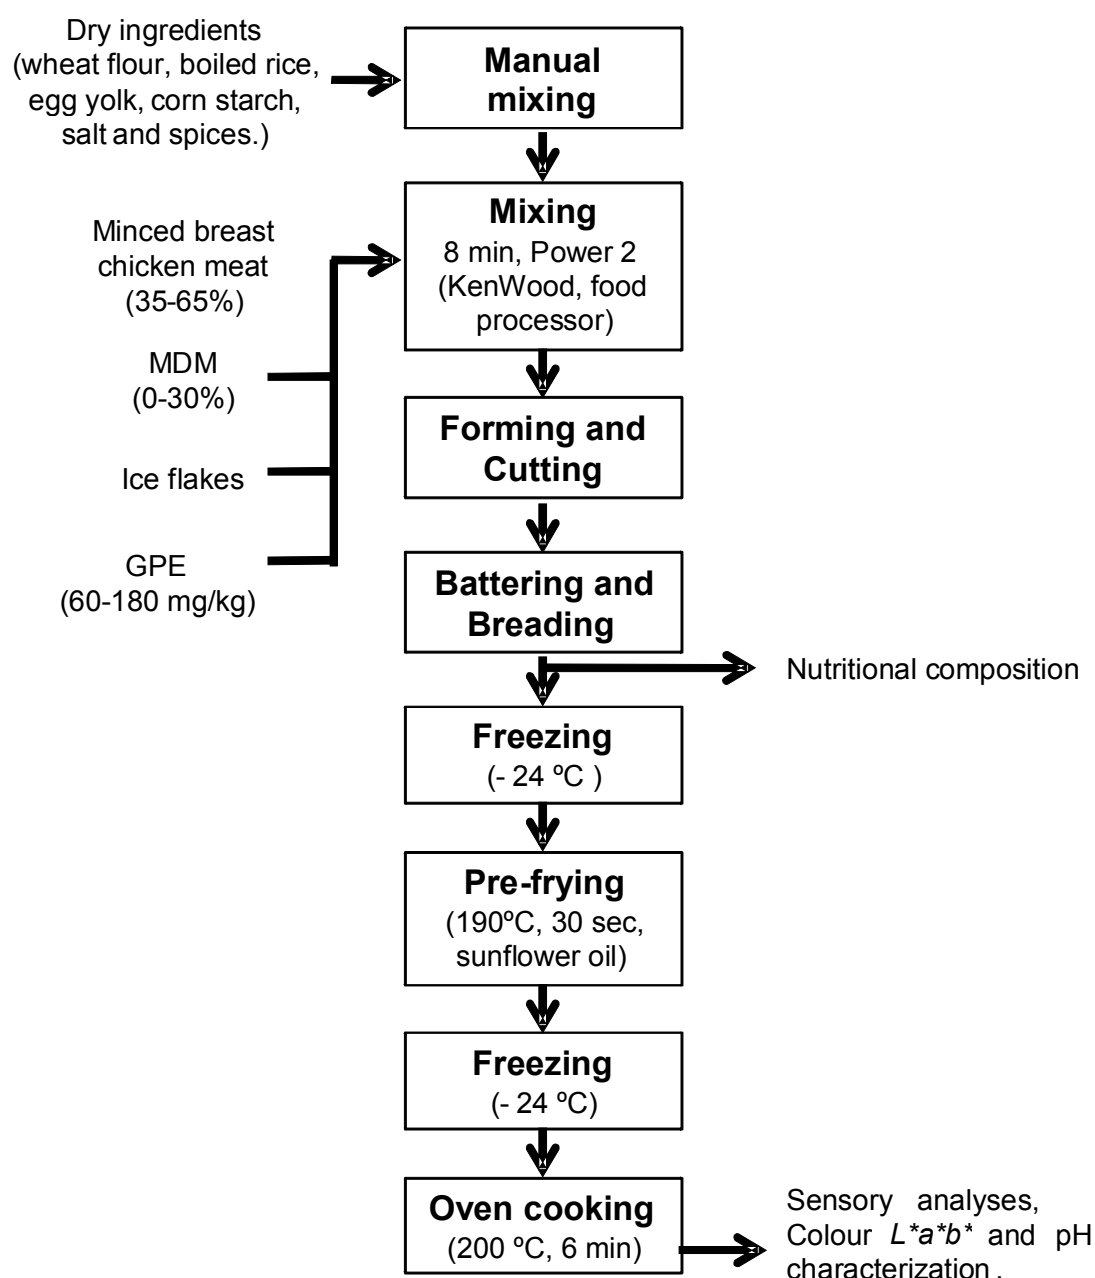 Dry ingredients
(wheat flour, boiled rice,
egg yolk, corn starch,
salt and spices.)
Manual
mixing
Minced breast
chicken meat
(35-65%)
MDM
(0-30%)
Ice flakes
GPE
(60-180 mg/kg)
Mixing
8 min, Power 2
(KenWood, food
processor)
Forming and
Cutting
Battering and
Breading
Nutritional composition
Freezing
(- 24 ºC )
Pre-frying
(190ºC, 30 sec,
sunflower oil)
Freezing
(- 24 ºC)
Oven cooking
(200 ºC, 6 min)
Sensory analyses,
Colour L*a*b* and pH
characterization .